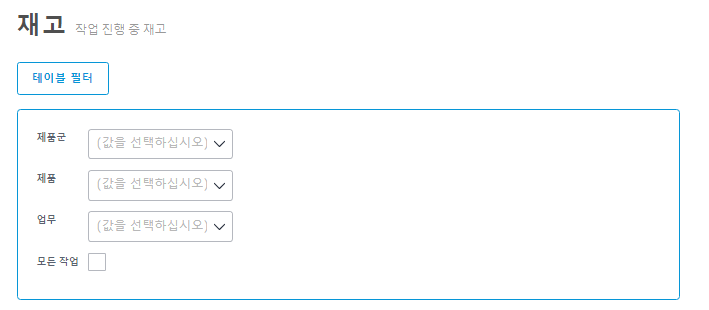 재고 작업 진행 중 재고
테이블 필터
제품군 (값을 선택하십시오)
제품 (값을 선택하십시오)
업무 (값을 선택하십시오)
모든 작업